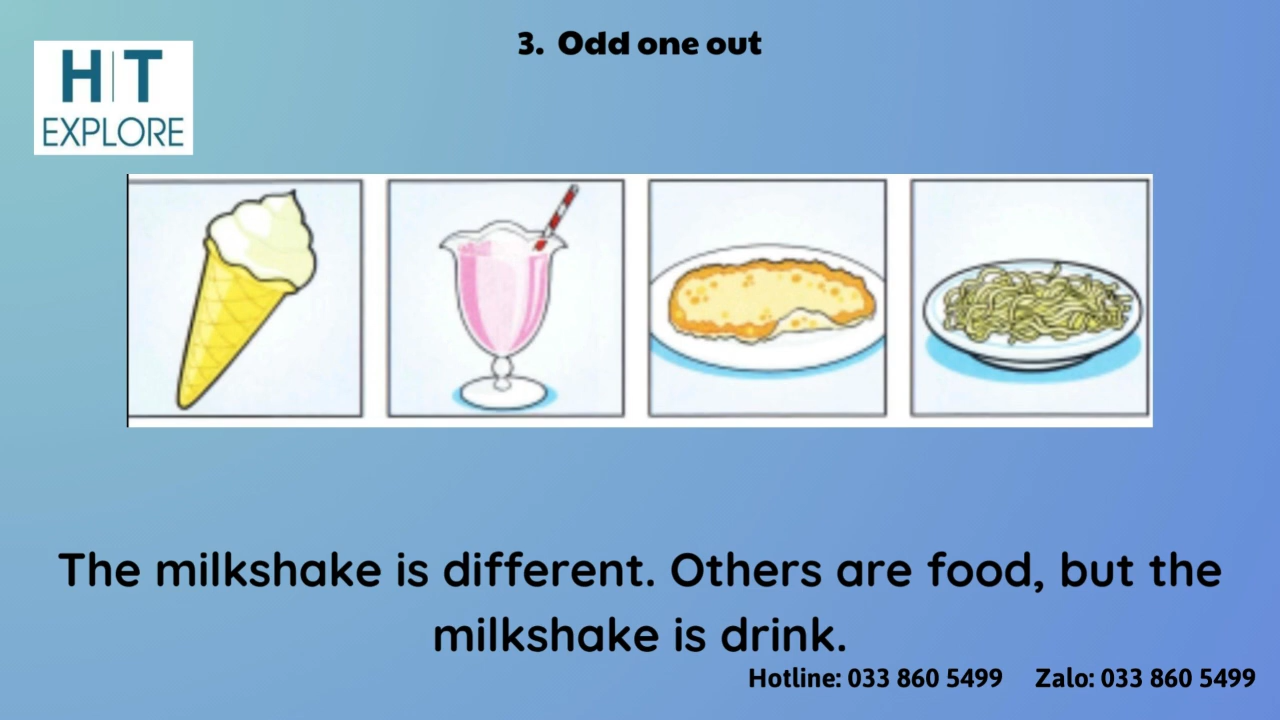 3. Odd one out
H|T
EXPLORE
The milkshake is different. Others are food, but the
milkshake is drink.
Hotline: 033 860 5499 Zalo: 033 860 5499